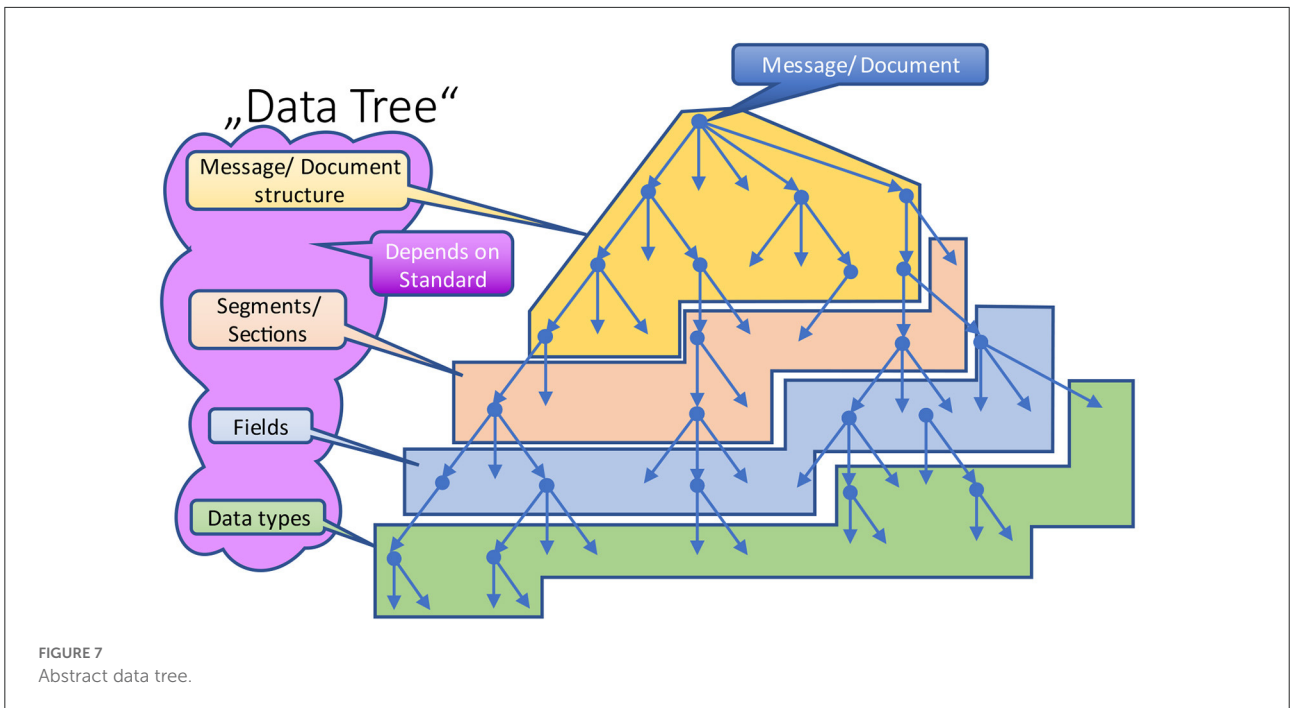 Message/ Document
„Data Tree“
Message/ Document
structure
Depends on
Standard
Segments/
Sections
Fields
Data types
FIGURE 7
Abstract data tree.